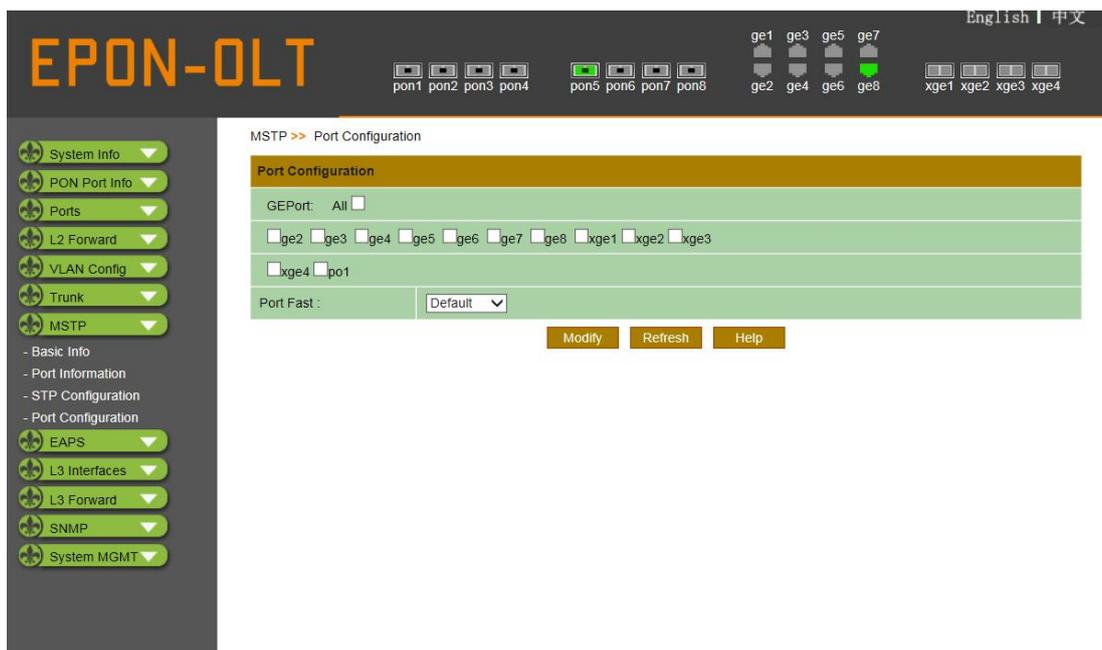 English | 中文
EPON-OLT
ge1 ge3 ge5 ge7
pon1 pon2 pon3 pon4 pon5 pon6 pon7 pon8 ge2 ge4 ge6 ge8 xge1 xge2 xge3 xge4
System Info
PON Port Info
Ports
L2 Forward
VLAN Config
Trunk
MSTP
- Basic Info
- Port Information
- STP Configuration
- Port Configuration
EAPS
L3 Interfaces
L3 Forward
SNMP
System MGMT
MSTP >> Port Configuration
Port Configuration
GEPort: All
ge2 ge3 ge4 ge5 ge6 ge7 ge8 xge1 xge2 xge3
xge4 po1
Port Fast : Default
Modify Refresh Help